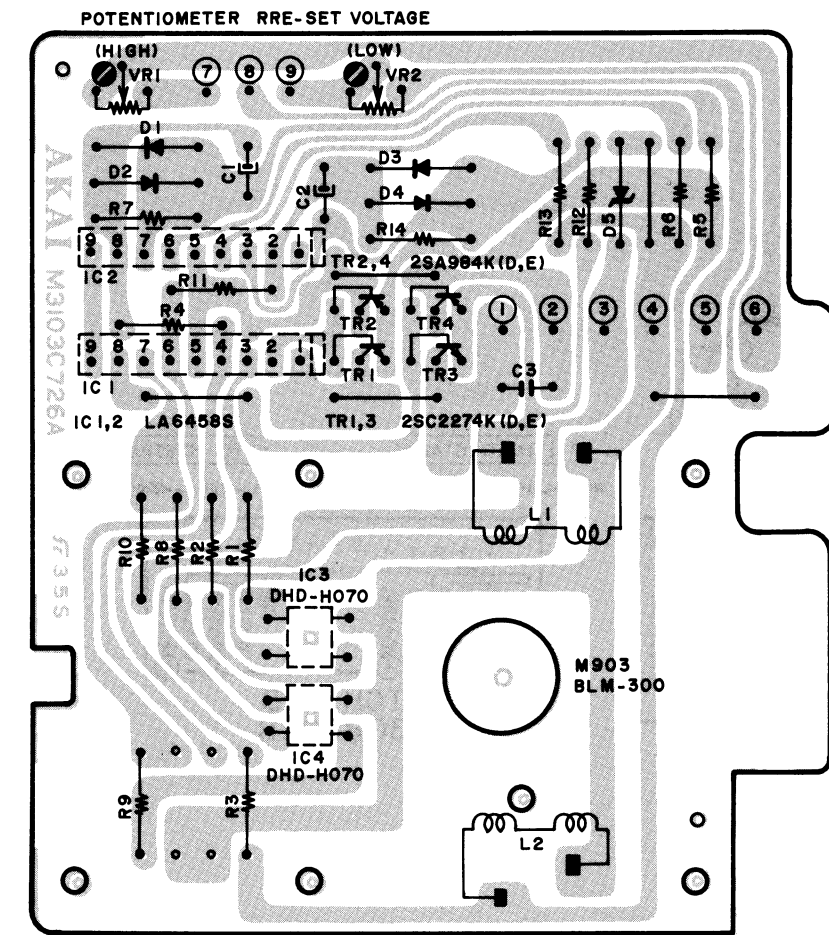 POTENTIOMETER RRE-SET VOLTAGE
(HIGH) (LOW)
VR1 7 8 9 VR2
D1
D2 C1 D3
R7 C2 D4
R14
R13 R12 D5 R6 R5
AKAI M3103C726A
9 8 7 6 5 4 3 2 1
IC2
TR2,4 2SA984K(D,E)
R11
R4
TR2 TR4
1 2 3 4 5 6
9 8 7 6 5 4 3 2 1
IC1
TR1 TR3
C3
IC1,2 LA6458S
TR1,3 2SC2274K(D,E)
L1
R10 R8 R2 R1
IC3
DHD-H070
M903
BLM-300
IC4
DHD-H070
R9 R3
L2